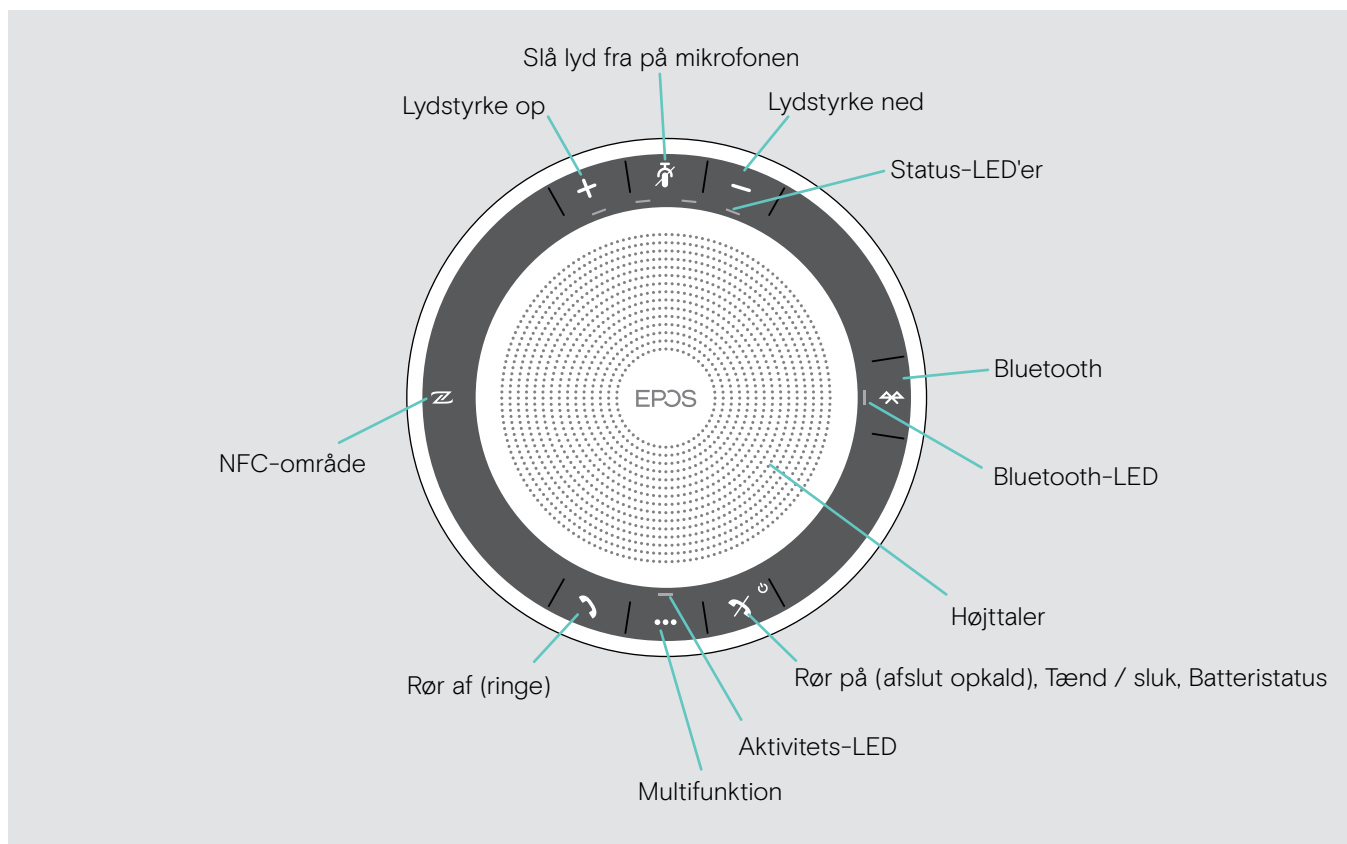 Slå lyd fra på mikrofonen
Lydstyrke op
Lydstyrke ned
Status-LED'er
Bluetooth
EPOS
NFC-område
Bluetooth-LED
Højttaler
Rør af (ringe)
Rør på (afslut opkald), Tænd / sluk, Batteristatus
Aktivitets-LED
Multifunktion